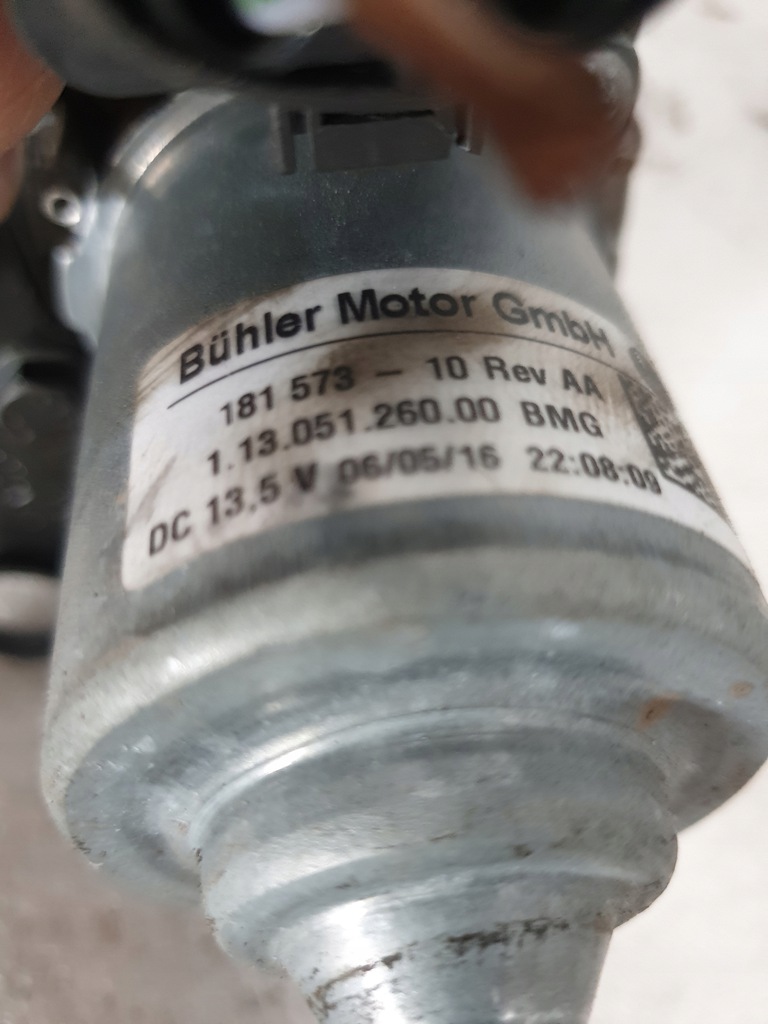 Bühler Motor GmbH
181 573 - 10 Rev AA
1.13.051.260.00 BMG
DC 13,5 V 06/05/16 22:08:09